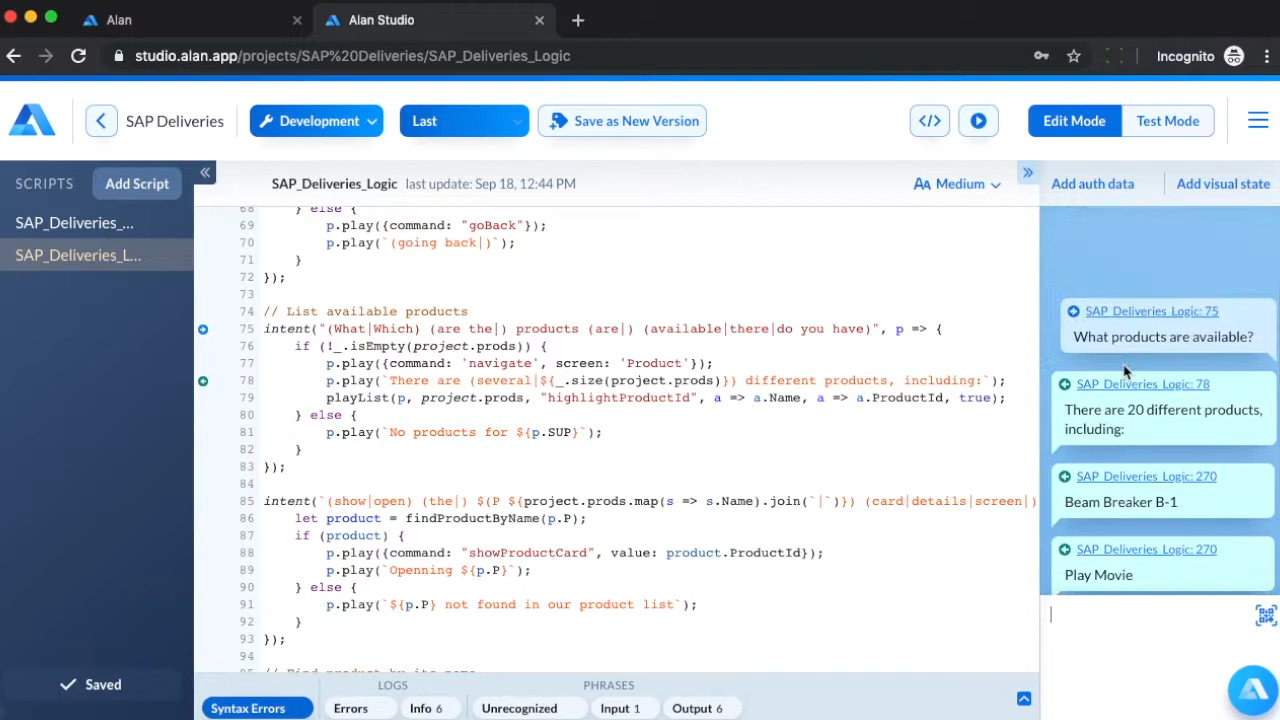 Alan
Alan Studio
studio.alan.app/projects/SAP%20Deliveries/SAP_Deliveries_Logic
Incognito
SAP Deliveries
Development
Last
Save as New Version
Edit Mode
Test Mode
SCRIPTS
Add Script
SAP_Deliveries_...
SAP_Deliveries_L...
Saved
SAP_Deliveries_Logic last update: Sep 18, 12:44 PM
AA Medium
68 } else {
69 p.play({command: "goBack"});
70 p.play(`(going back|)`);
71 }
72 });
73
74 // List available products
75 intent("(What|Which) (are the|) products (are|) (available|there|do you have)", p => {
76 if (!_.isEmpty(project.prods)) {
77 p.play({command: 'navigate', screen: 'Product'});
78 p.play(`There are (several|${_.size(project.prods)}) different products, including:`);
79 playList(p, project.prods, "highlightProductId", a => a.Name, a => a.ProductId, true);
80 } else {
81 p.play(`No products for ${p.SUP}`);
82 }
83 });
84
85 intent(`(show|open) (the|) $(P ${project.prods.map(s => s.Name).join(`|`)}) (card|details|screen|)
86 let product = findProductByName(p.P);
87 if (product) {
88 p.play({command: "showProductCard", value: product.ProductId});
89 p.play(`Openning ${p.P}`);
90 } else {
91 p.play(`${p.P} not found in our product list`);
92 }
93 });
94
95 // Find product by its name
Syntax Errors
LOGS
Errors
Info 6
PHRASES
Unrecognized
Input 1
Output 6
Add auth data
Add visual state
SAP_Deliveries_Logic: 75
What products are available?
SAP_Deliveries_Logic: 78
There are 20 different products,
including:
SAP_Deliveries_Logic: 270
Beam Breaker B-1
SAP_Deliveries_Logic: 270
Play Movie